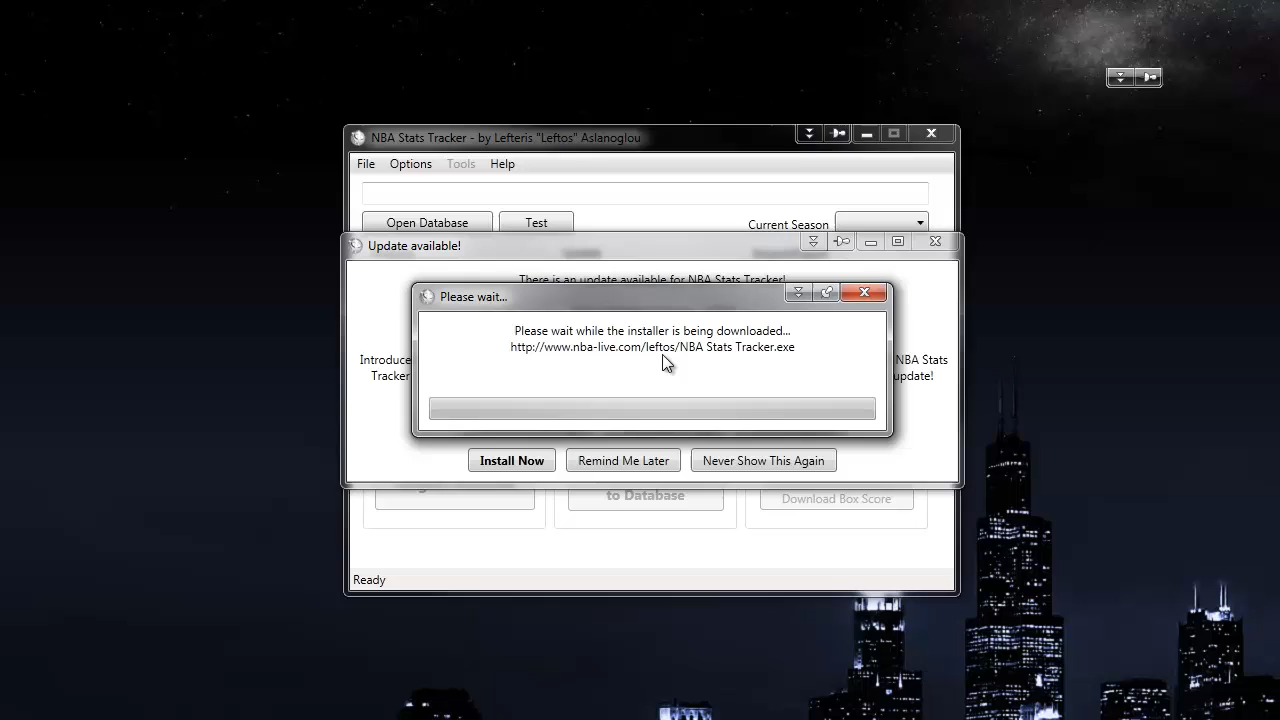 NBA Stats Tracker - by Lefteris "Leftos" Aslanoglou
File Options Tools Help
Open Database Test Current Season
Update available!
There is an update available for NBA Stats Tracker!
Please wait...
Please wait while the installer is being downloaded...
http://www.nba-live.com/leftos/NBA Stats Tracker.exe
Introduce NBA Stats
Tracker update!
Install Now Remind Me Later Never Show This Again
to Database Download Box Score
Ready